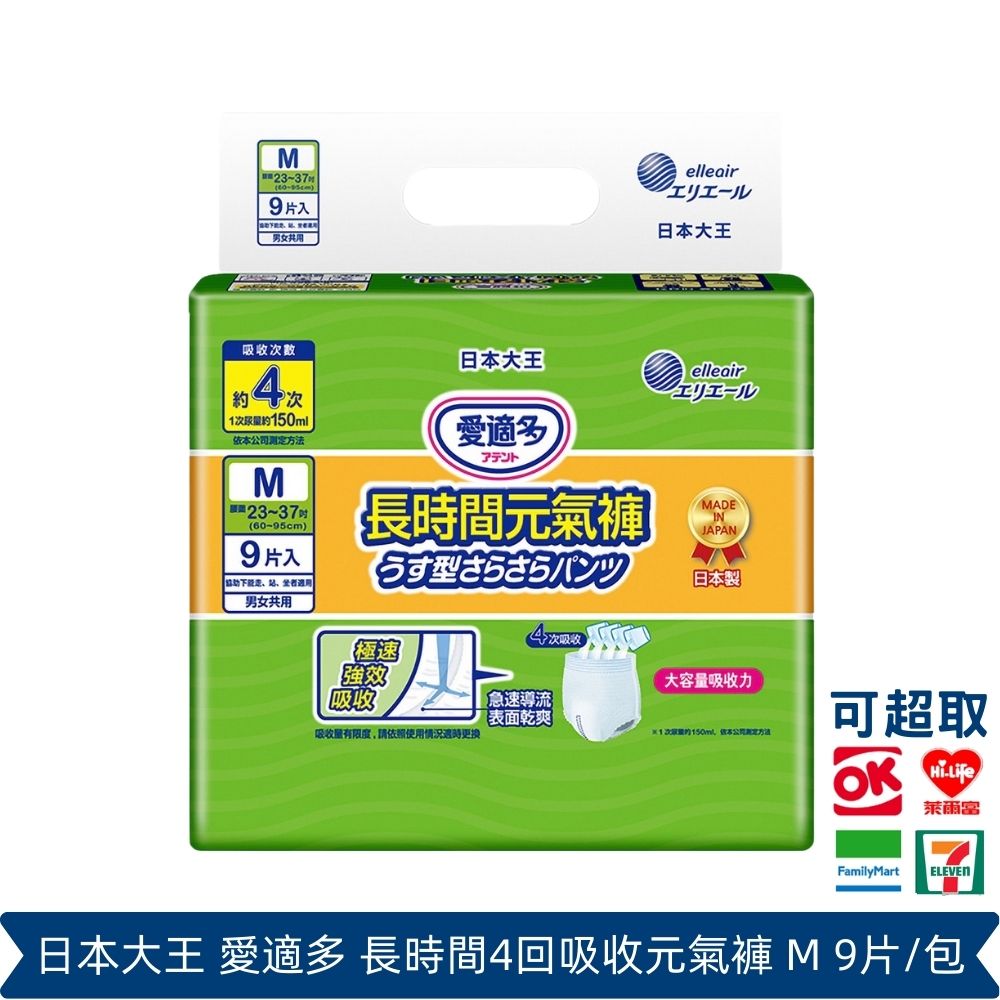 M
腰圍23~37吋
(60~95cm)
9片入
協助下能走、站、坐者適用
男女共用
elleair
エリエール
日本大王
吸收次數
約4次
1次尿量約150ml
依本公司測定方法
日本大王
elleair
エリエール
愛適多
アテント
M
腰圍23~37吋
(60~95cm)
9片入
協助下能走、站、坐者適用
男女共用
長時間元氣褲
うす型さらさらパンツ
MADE
IN
JAPAN
日本製
極速
強效
吸收
急速導流
表面乾爽
吸收量有限度,請依照使用情況適時更換
4次吸收
大容量吸收力
※1次尿量約150ml，依本公司測定方法
可超取
OK
Hi-Life
萊爾富
FamilyMart
7
ELEVEn
日本大王 愛適多 長時間4回吸收元氣褲 M 9片/包